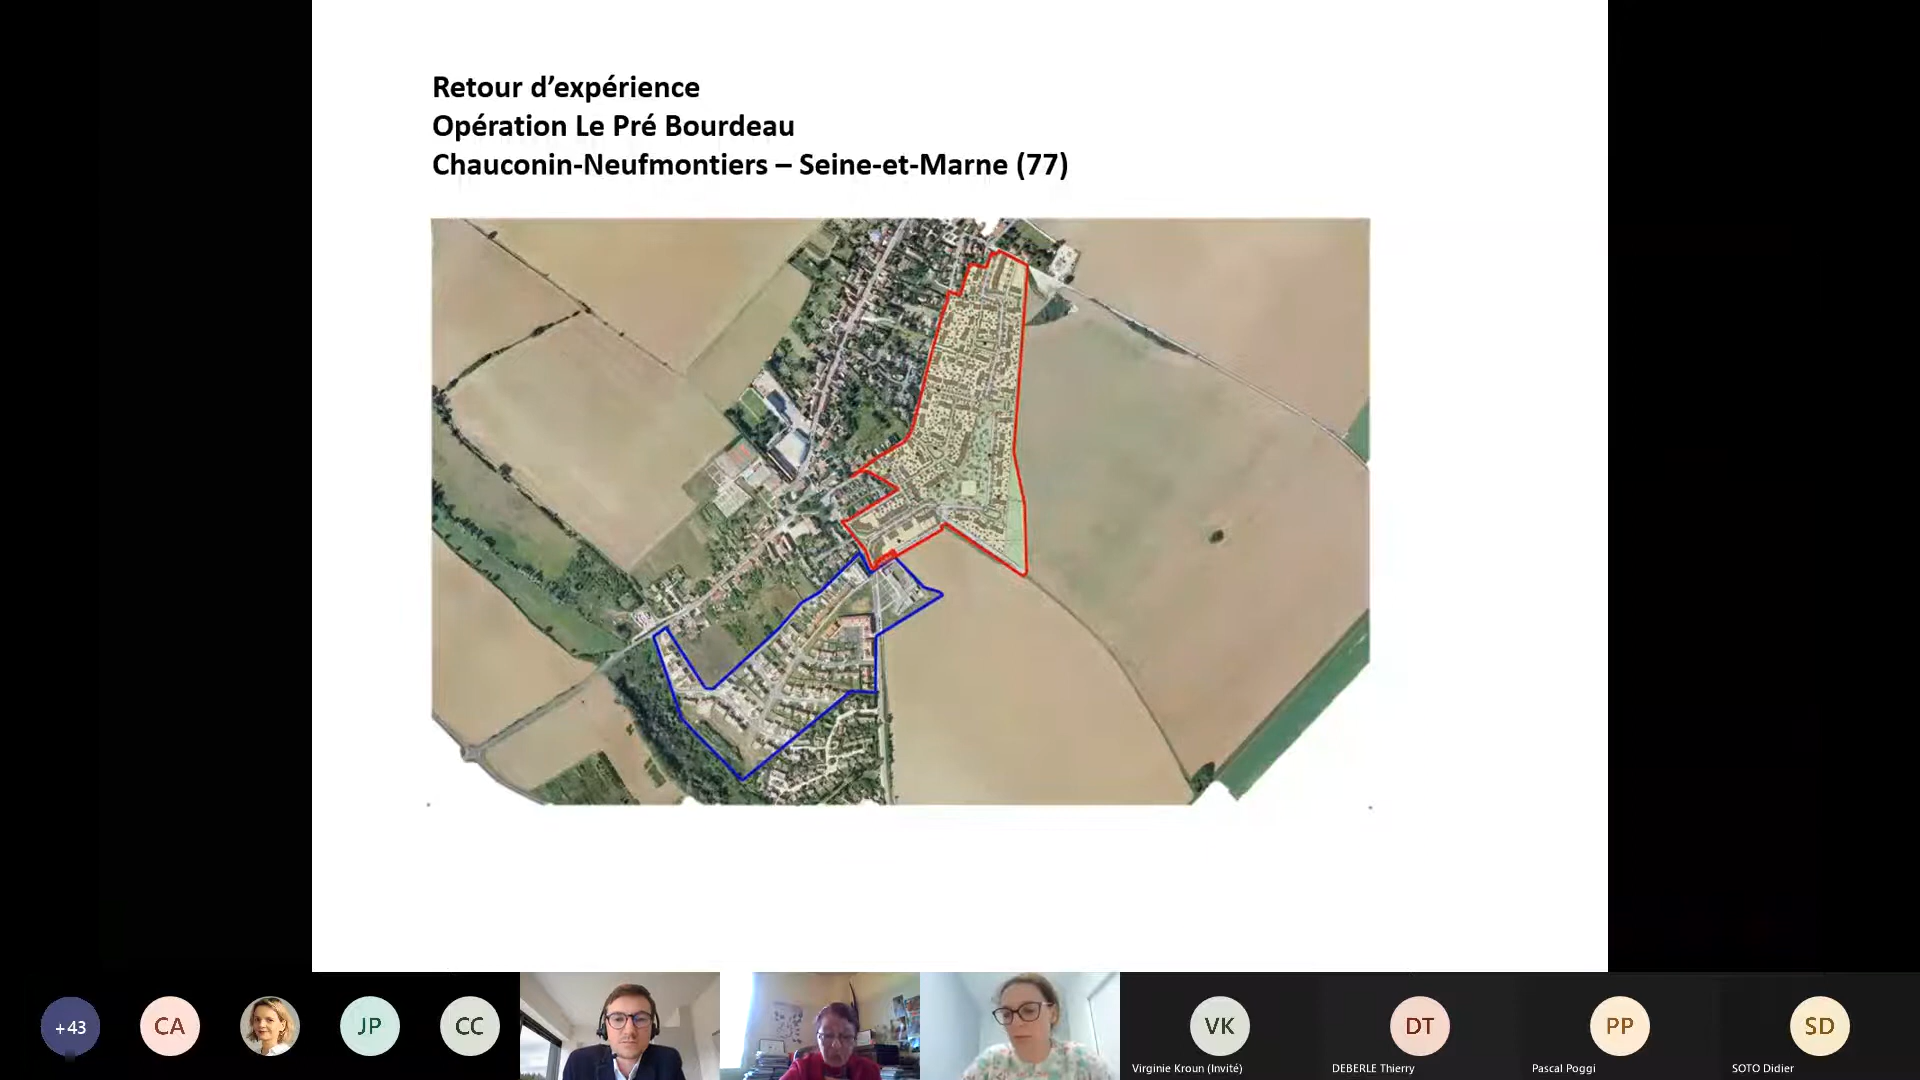 Retour d’expérience
Opération Le Pré Bourdeau
Chauconin-Neufmontiers – Seine-et-Marne (77)
+43
CA
JP
CC
VK
DT
PP
SD
Virginie Kroun (Invité)
DEBERLE Thierry
Pascal Poggi
SOTO Didier